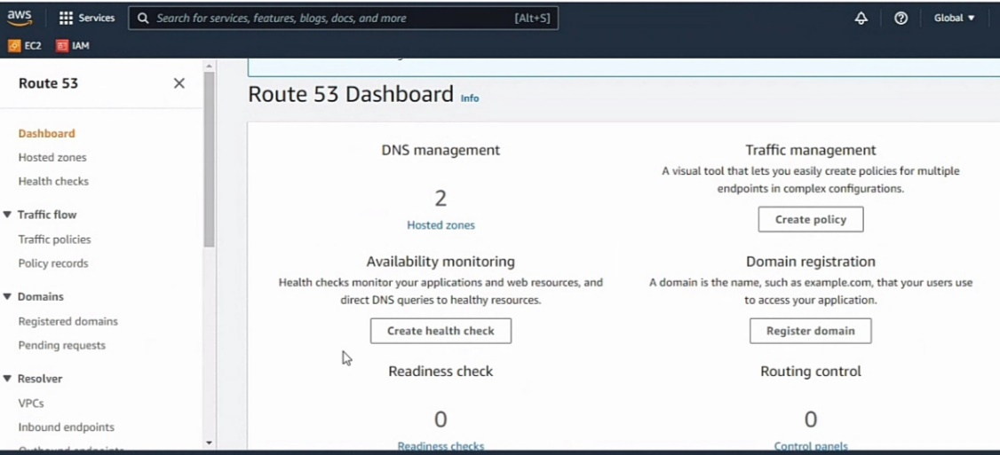 aws
Services
Search for services, features, blogs, docs, and more
[Alt+S]
Global
EC2
IAM
Route 53
Dashboard
Hosted zones
Health checks
Traffic flow
Traffic policies
Policy records
Domains
Registered domains
Pending requests
Resolver
VPCs
Inbound endpoints
Outbound endpoints
Route 53 Dashboard Info
DNS management
2
Hosted zones
Traffic management
A visual tool that lets you easily create policies for multiple
endpoints in complex configurations.
Create policy
Availability monitoring
Health checks monitor your applications and web resources, and
direct DNS queries to healthy resources.
Create health check
Domain registration
A domain is the name, such as example.com, that your users use
to access your application.
Register domain
Readiness check
0
Readiness checks
Routing control
0
Control panels